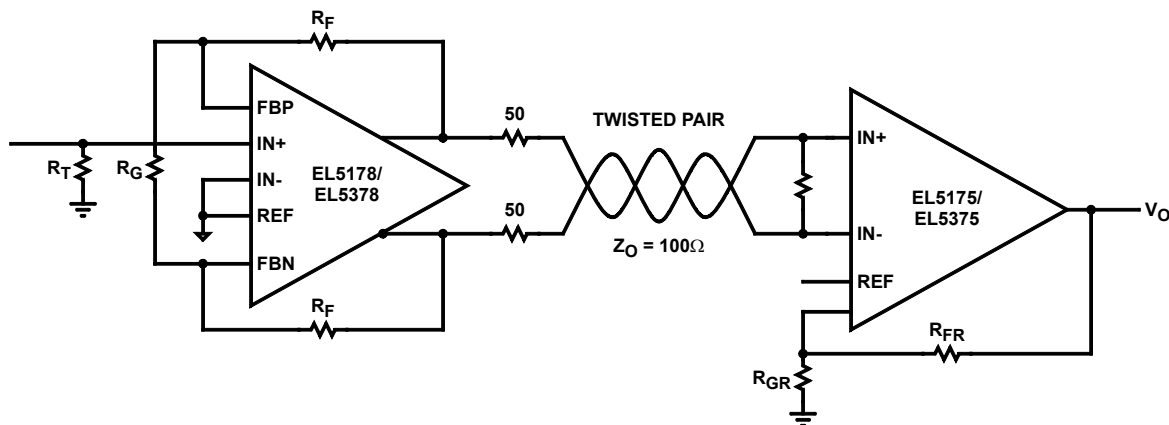 RF
50
FBP
TWISTED PAIR
IN+
IN+
RT
RG
EL5178/
EL5378
IN-
EL5175/
EL5375
VO
REF
50
IN-
ZO = 100Ω
FBN
REF
RF
RFR
RGR